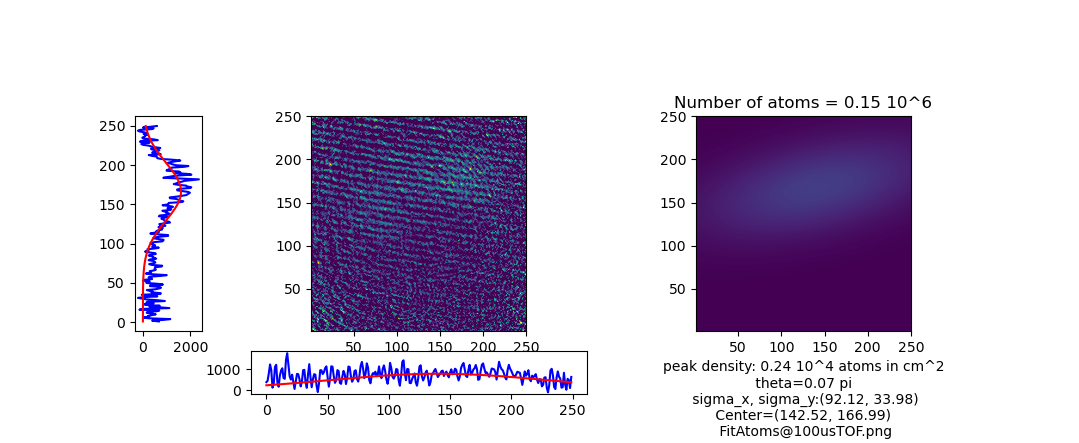 Number of atoms = 0.15 10^6
250
200
150
100
50
0
0 2000
250
200
150
100
50
50 100 150 200 250
250
200
150
100
50
50 100 150 200 250
1000
0
0 50 100 150 200 250
peak density: 0.24 10^4 atoms in cm^2
theta=0.07 pi
sigma_x, sigma_y:(92.12, 33.98)
Center=(142.52, 166.99)
FitAtoms@100usTOF.png